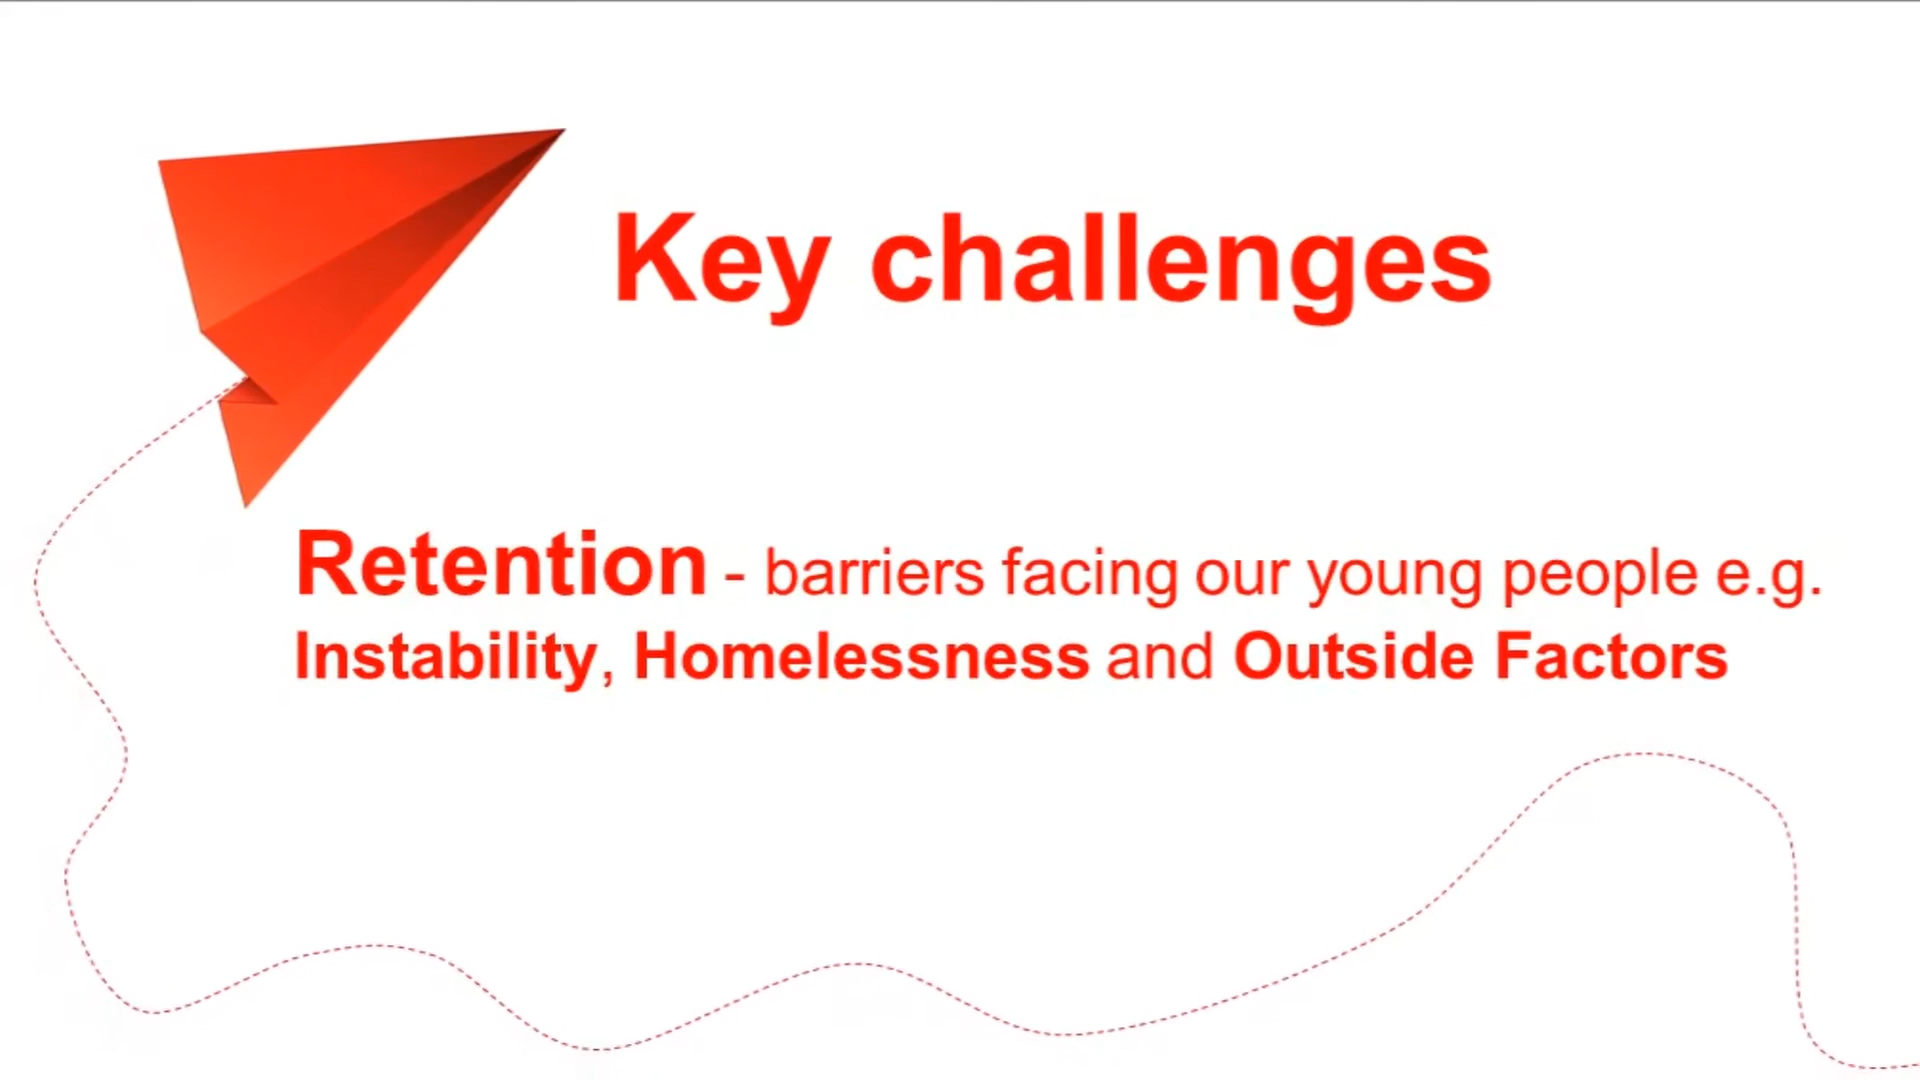 Key challenges
Retention - barriers facing our young people e.g.
Instability, Homelessness and Outside Factors